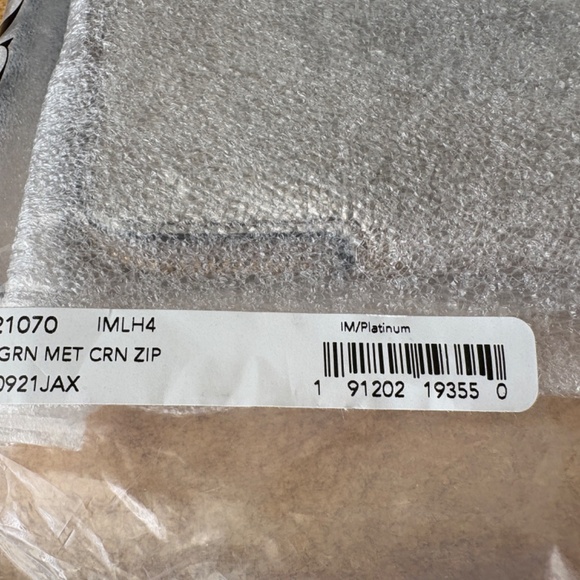 21070 IMLH4 IM/Platinum
GRN MET CRN ZIP
0921JAX
1 91202 19355 0